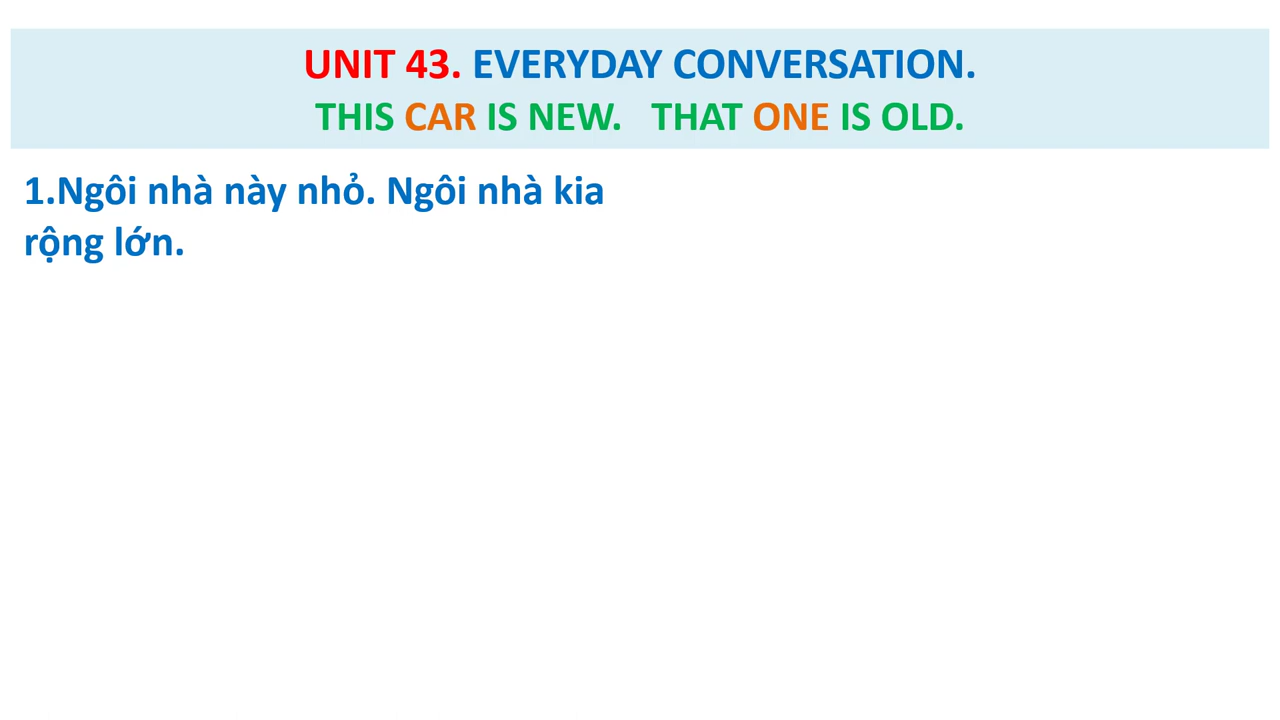 UNIT 43. EVERYDAY CONVERSATION.
THIS CAR IS NEW. THAT ONE IS OLD.
1.Ngôi nhà này nhỏ. Ngôi nhà kia
rộng lớn.